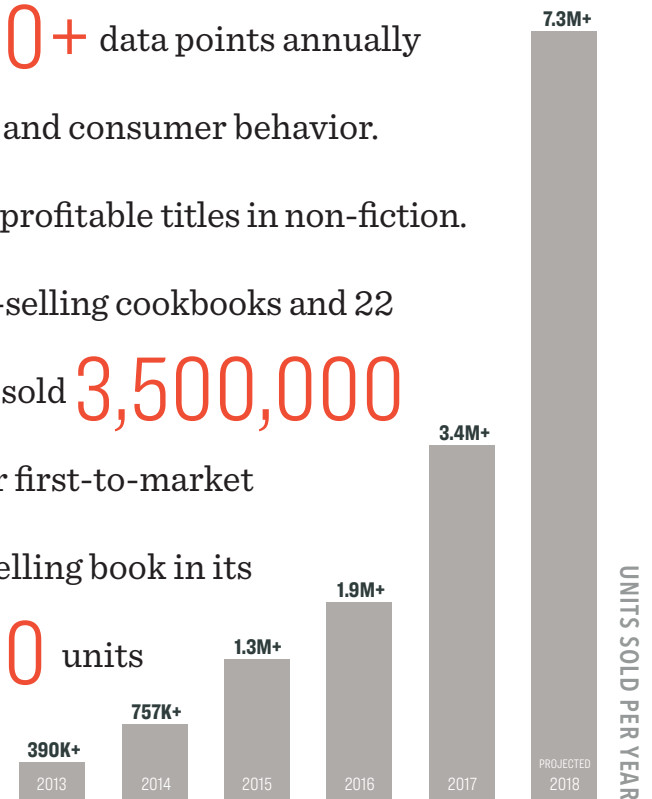 0+ data points annually
and consumer behavior.
profitable titles in non-fiction.
-selling cookbooks and 22
sold 3,500,000
r first-to-market
elling book in its
0 units
7.3M+
3.4M+
1.9M+
1.3M+
757K+
390K+
2013
2014
2015
2016
2017
PROJECTED
2018
UNITS SOLD PER YEAR